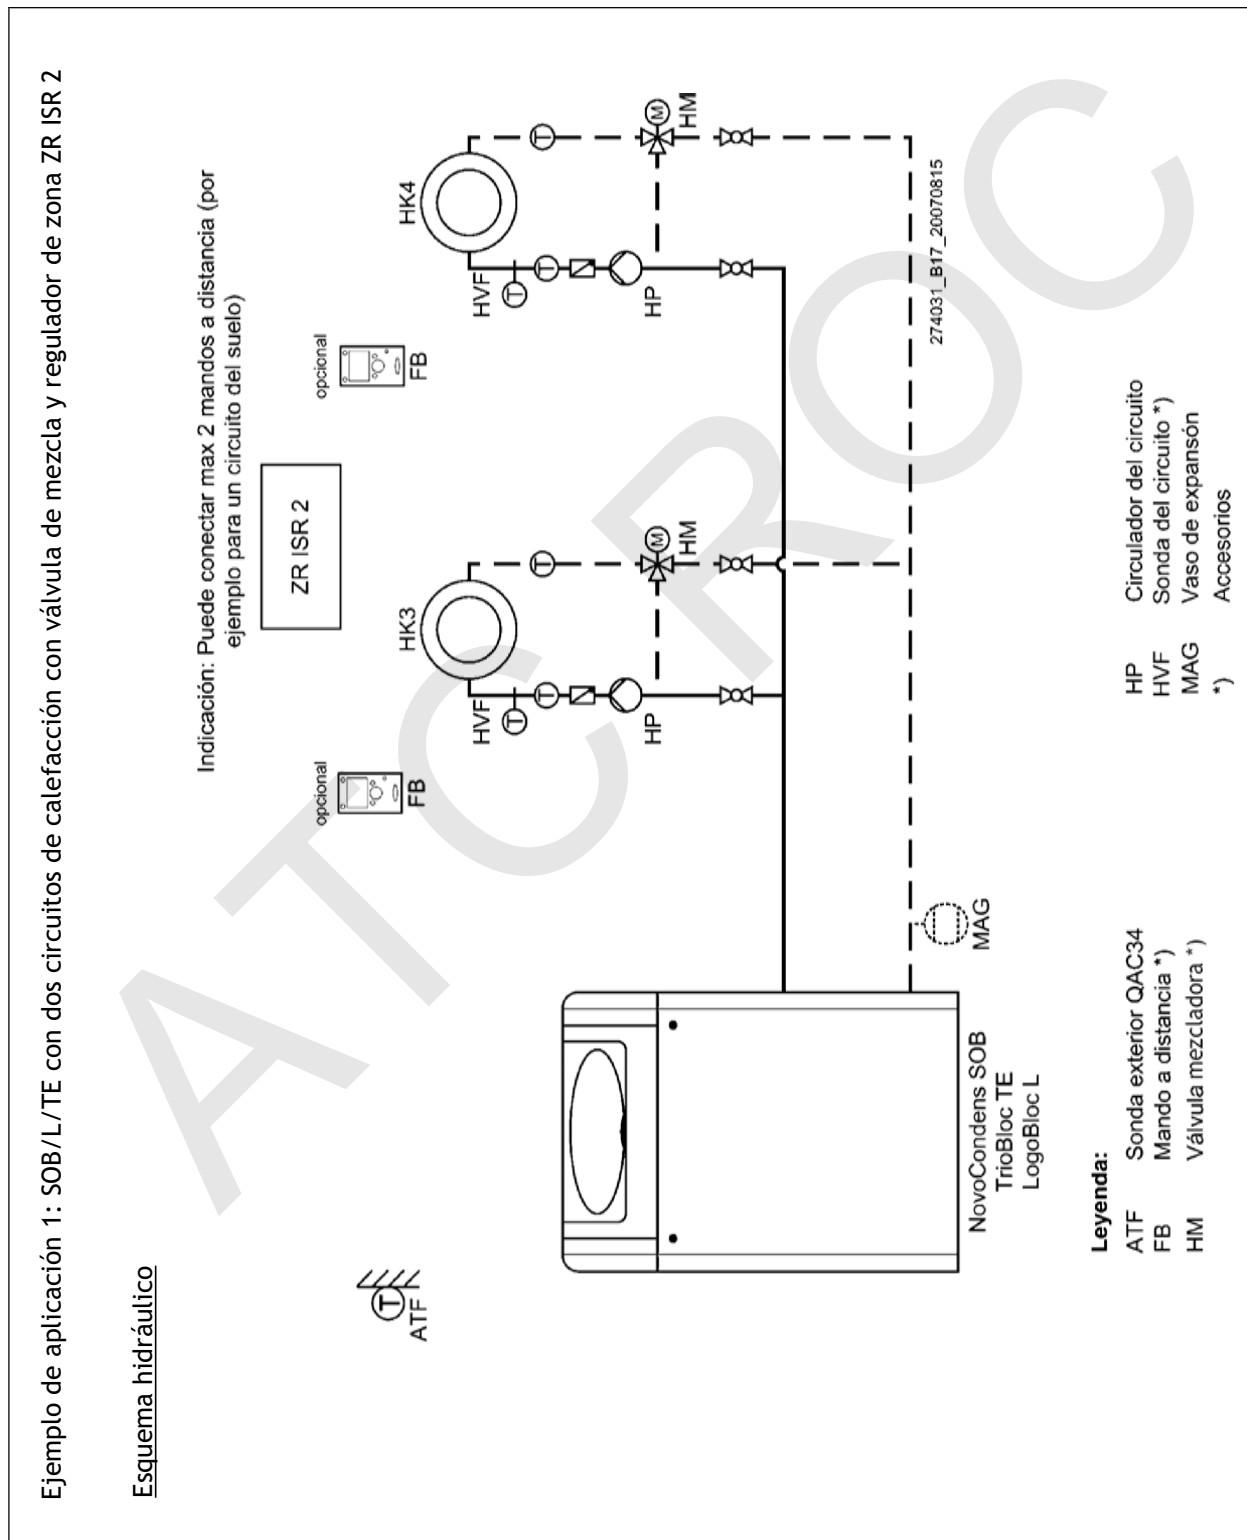 Ejemplo de aplicación 1: SOB/L/TE con dos circuitos de calefacción con válvula de mezcla y regulador de zona ZR ISR 2
Esquema hidráulico
Indicación: Puede conectar max 2 mandos a distancia (por
ejemplo para un circuito del suelo)
ZR ISR 2
opcional
FB
opcional
FB
T
ATF
HK3
HVF
T
T
T
HP
M
HM
HK4
HVF
T
T
T
HP
M
HM
MAG
274031_B17_20070815
NovoCondens SOB
TrioBloc TE
LogoBloc L
Leyenda:
ATF Sonda exterior QAC34
FB Mando a distancia *)
HM Válvula mezcladora *)
HP Circulador del circuito
HVF Sonda del circuito *)
MAG Vaso de expansón
*) Accesorios
ATC ROC